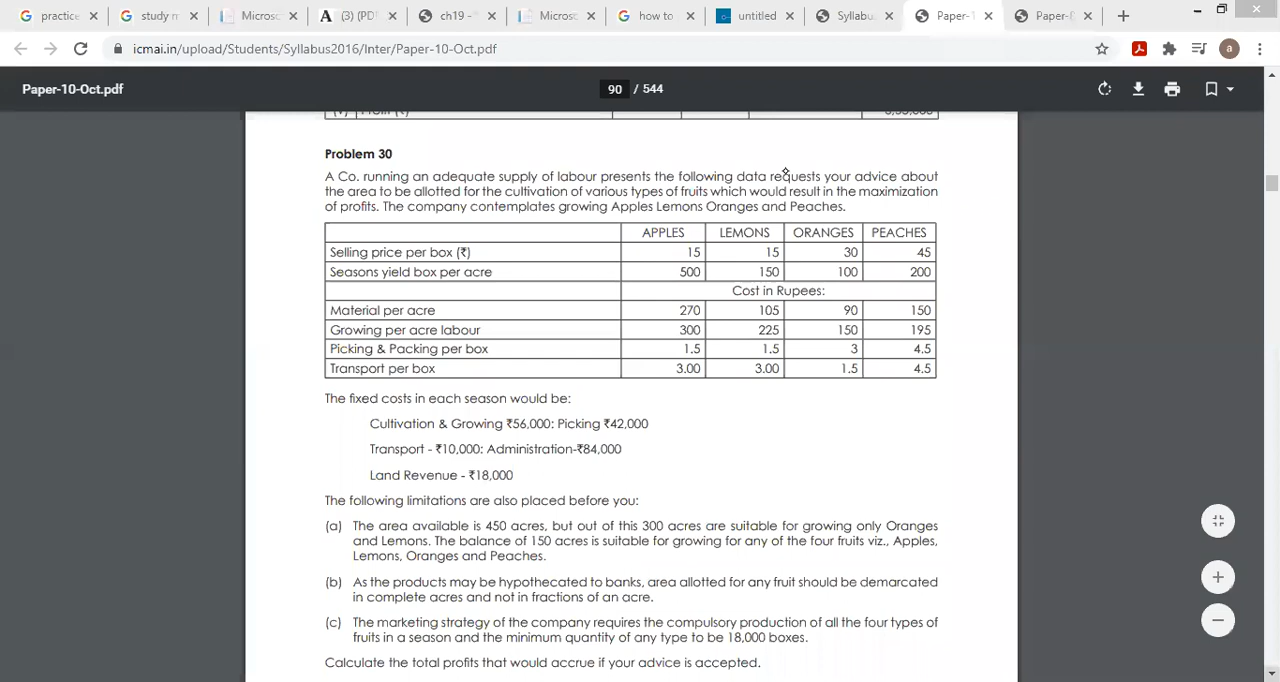 practice
study m
Microso
(3) (PD
ch19 -
Microso
how to
untitled
Syllabu
Paper-1
Paper-
icmai.in/upload/Students/Syllabus2016/Inter/Paper-10-Oct.pdf
a
Paper-10-Oct.pdf
90 / 544
Problem 30
A Co. running an adequate supply of labour presents the following data requests your advice about
the area to be allotted for the cultivation of various types of fruits which would result in the maximization
of profits. The company contemplates growing Apples Lemons Oranges and Peaches.
APPLES LEMONS ORANGES PEACHES
Selling price per box (₹) 15 15 30 45
Seasons yield box per acre 500 150 100 200
Cost in Rupees:
Material per acre 270 105 90 150
Growing per acre labour 300 225 150 195
Picking & Packing per box 1.5 1.5 3 4.5
Transport per box 3.00 3.00 1.5 4.5
The fixed costs in each season would be:
Cultivation & Growing ₹56,000: Picking ₹42,000
Transport - ₹10,000: Administration-₹84,000
Land Revenue - ₹18,000
The following limitations are also placed before you:
(a) The area available is 450 acres, but out of this 300 acres are suitable for growing only Oranges
and Lemons. The balance of 150 acres is suitable for growing for any of the four fruits viz., Apples,
Lemons, Oranges and Peaches.
(b) As the products may be hypothecated to banks, area allotted for any fruit should be demarcated
in complete acres and not in fractions of an acre.
(c) The marketing strategy of the company requires the compulsory production of all the four types of
fruits in a season and the minimum quantity of any type to be 18,000 boxes.
Calculate the total profits that would accrue if your advice is accepted.